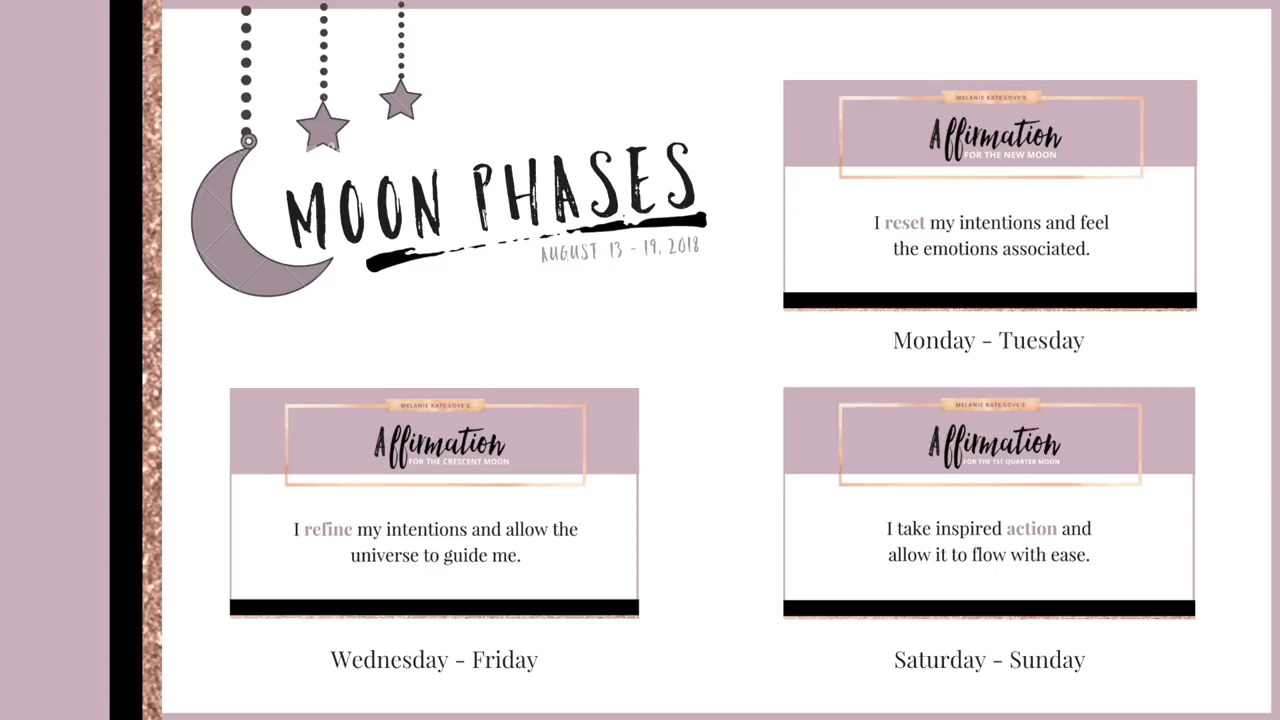 MOON PHASES
AUGUST 13 - 19, 2018
MELANIE KATE LOVE'S
Affirmation
FOR THE NEW MOON
I reset my intentions and feel
the emotions associated.
Monday - Tuesday
MELANIE KATE LOVE'S
Affirmation
FOR THE CRESCENT MOON
I refine my intentions and allow the
universe to guide me.
Wednesday - Friday
MELANIE KATE LOVE'S
Affirmation
FOR THE 1ST QUARTER MOON
I take inspired action and
allow it to flow with ease.
Saturday - Sunday